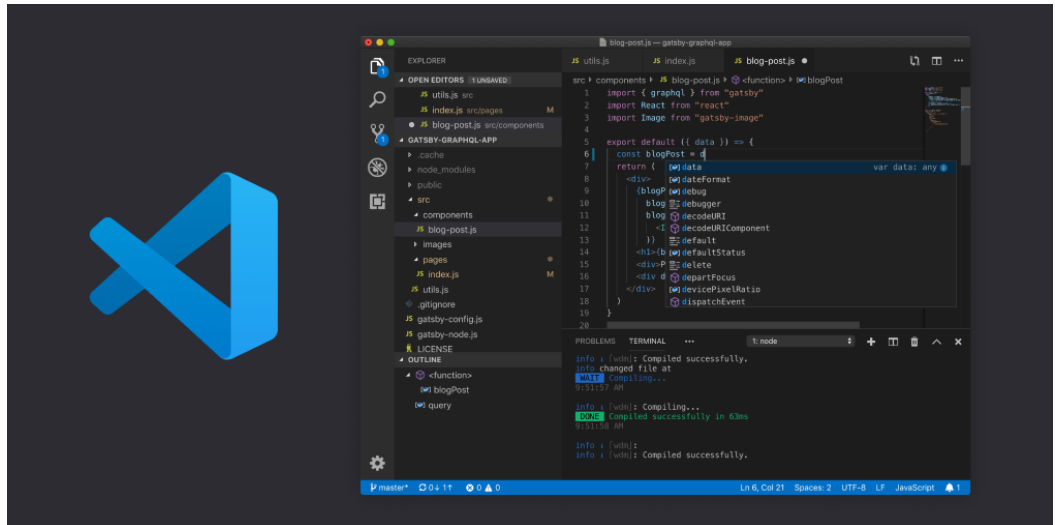 blog-post.js — gatsby-graphql-app
EXPLORER
OPEN EDITORS 1 UNSAVED
JS utils.js src
JS index.js src/pages M
JS blog-post.js src/components
GATSBY-GRAPHQL-APP
.cache
node_modules
public
src
components
JS blog-post.js
images
pages
JS index.js M
JS utils.js
.gitignore
JS gatsby-config.js
JS gatsby-node.js
LICENSE
OUTLINE
<function>
blogPost
query
JS utils.js JS index.js JS blog-post.js
src components JS blog-post.js <function> blogPost
1 import { graphql } from "gatsby"
2 import React from "react"
3 import Image from "gatsby-image"
4
5 export default ({ data }) => {
6 const blogPost = d
7 return (
8 <div>
9 {blogP
10 blog
11 blog
12 <I
13 ))
14 <h1>{b
15 <div>P
16 <div d
17 </div>
18 )
19 }
20
data var data: any
dateFormat
debug
debugger
decodeURI
decodeURIComponent
default
defaultStatus
delete
departFocus
devicePixelRatio
dispatchEvent
PROBLEMS TERMINAL ••• 1: node
info : [wdm]: Compiled successfully.
info changed file at
WAIT Compiling...
9:51:57 AM
info : [wdm]: Compiling...
DONE Compiled successfully in 63ms
9:51:58 AM
info : [wdm]:
info : [wdm]: Compiled successfully.
master* 0↓ 1↑ 0 0 Ln 6, Col 21 Spaces: 2 UTF-8 LF JavaScript 1